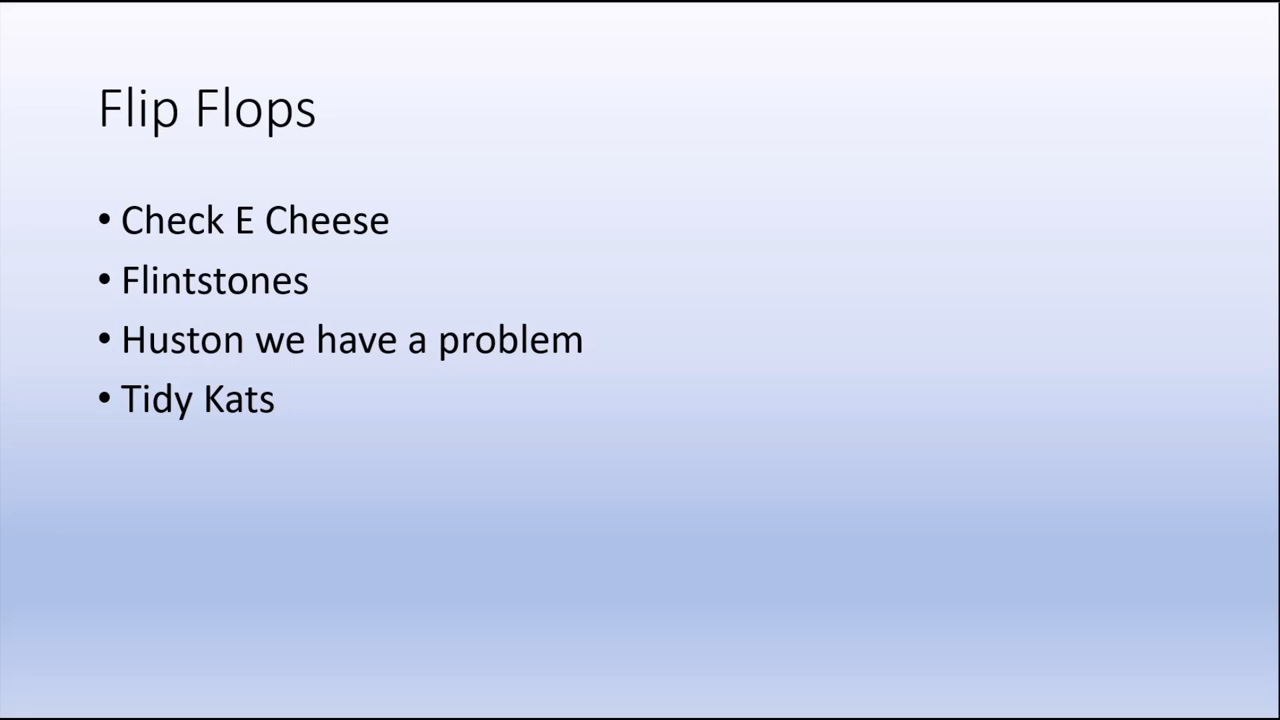 Flip Flops
• Check E Cheese
• Flintstones
• Huston we have a problem
• Tidy Kats